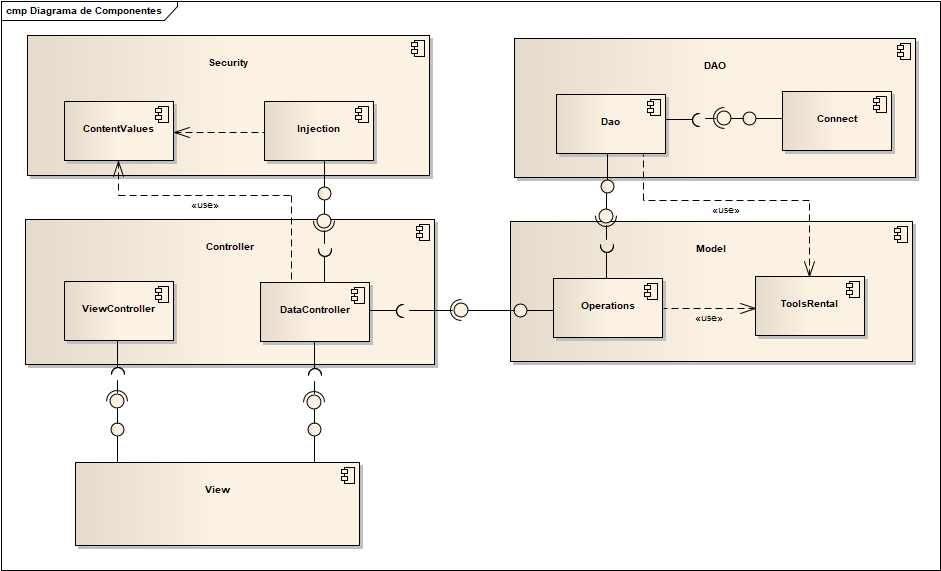 cmp Diagrama de Componentes
Security
ContentValues
Injection
«use»
DAO
Dao
Connect
«use»
Controller
ViewController
DataController
Model
Operations
ToolsRental
«use»
View